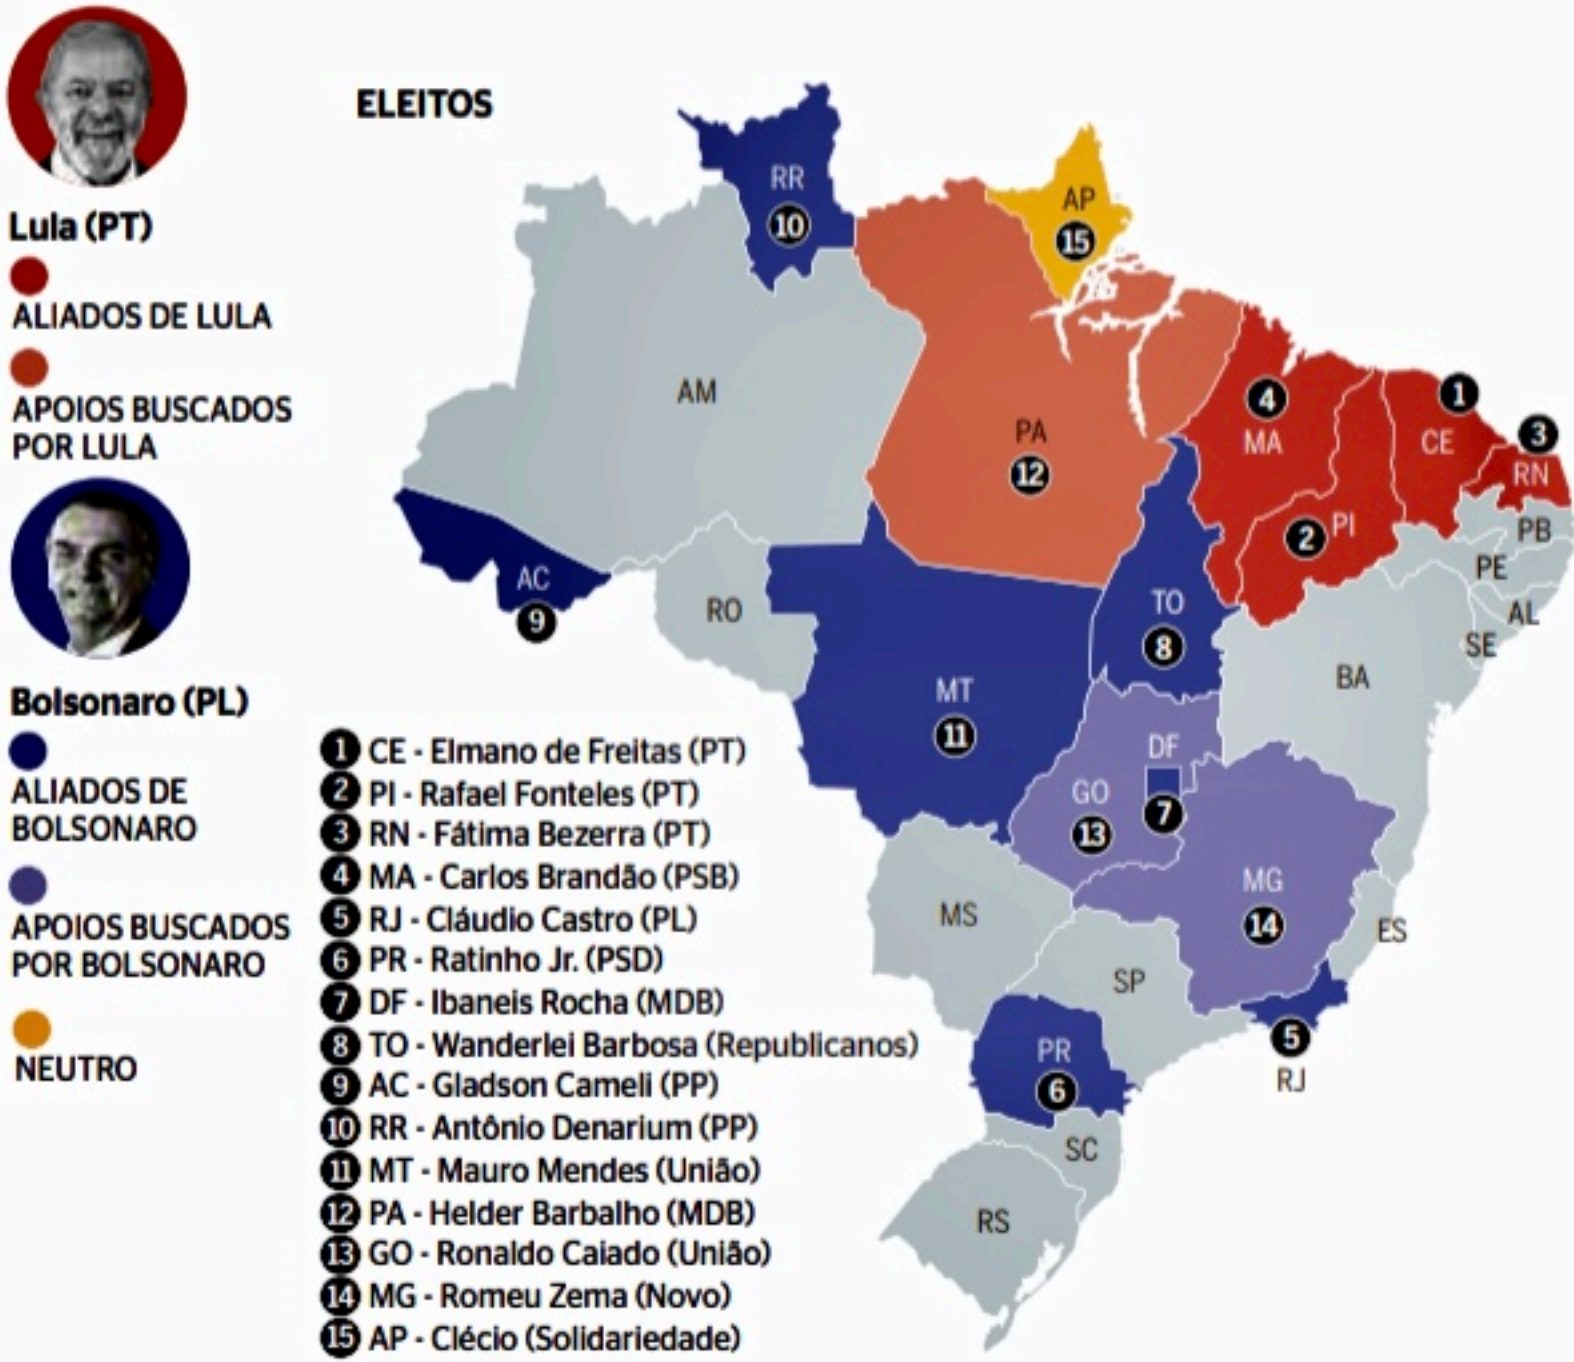 Lula (PT)
ALIADOS DE LULA
APOIOS BUSCADOS
POR LULA
Bolsonaro (PL)
ALIADOS DE
BOLSONARO
APOIOS BUSCADOS
POR BOLSONARO
NEUTRO
ELEITOS
RR
10
AP
15
AM
PA
12
4
MA
1
CE
3
RN
2
PI
PB
PE
AL
SE
AC
9
RO
TO
8
BA
MT
11
DF
7
GO
13
MG
14
MS
ES
SP
5
RJ
PR
6
SC
RS
1 CE - Elmano de Freitas (PT)
2 PI - Rafael Fonteles (PT)
3 RN - Fátima Bezerra (PT)
4 MA - Carlos Brandão (PSB)
5 RJ - Cláudio Castro (PL)
6 PR - Ratinho Jr. (PSD)
7 DF - Ibaneis Rocha (MDB)
8 TO - Wanderlei Barbosa (Republicanos)
9 AC - Gladson Cameli (PP)
10 RR - Antônio Denarium (PP)
11 MT - Mauro Mendes (União)
12 PA - Helder Barbalho (MDB)
13 GO - Ronaldo Caiado (União)
14 MG - Romeu Zema (Novo)
15 AP - Clécio (Solidariedade)